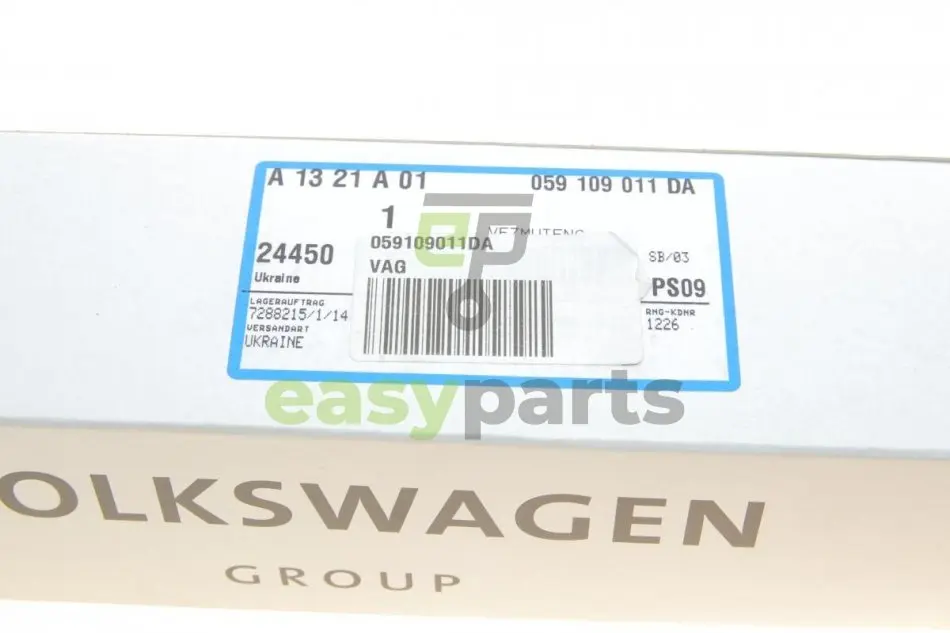 A 13 21 A 01 059 109 011 DA
1
059109011DA
VAG
24450
Ukraine
SB/03
PS09
LAGERAUFTRAG
7288215/1/14
VERSANDART
UKRAINE
RNG-KDNR
1226
ep
easyparts
OLKSWAGEN
GROUP